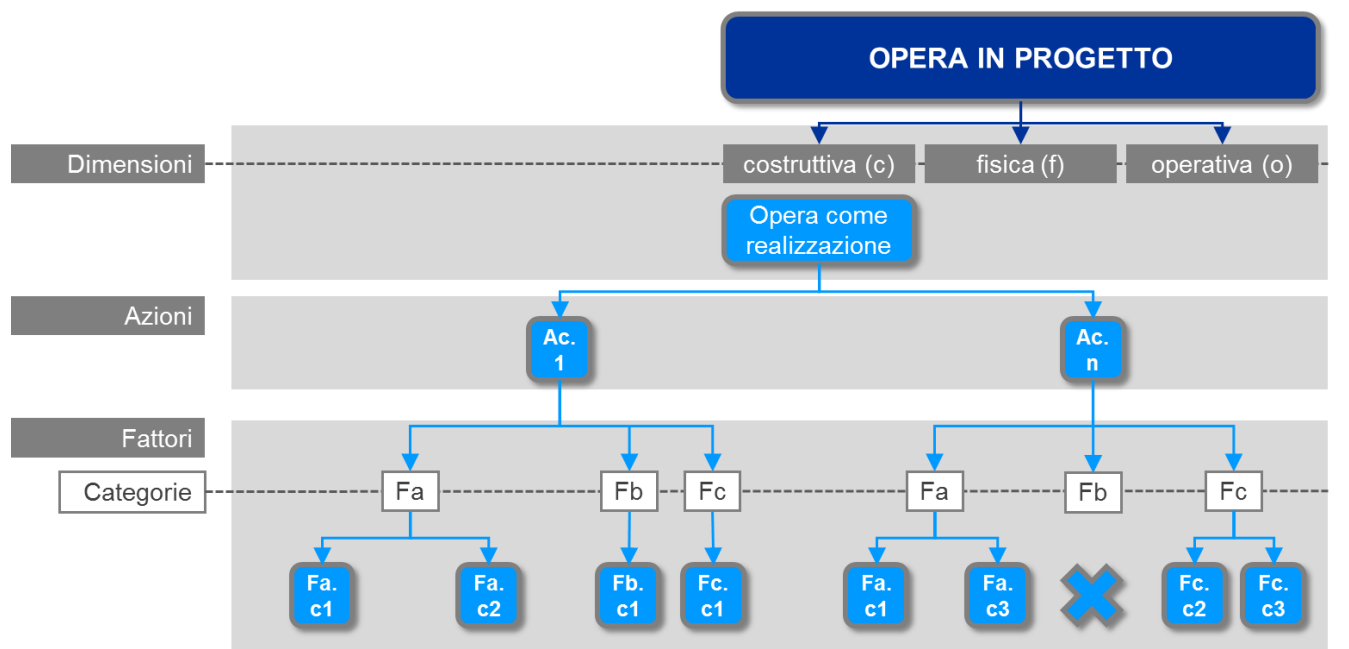 OPERA IN PROGETTO
Dimensioni
costruttiva (c)
fisica (f)
operativa (o)
Opera come
realizzazione
Azioni
Ac.
1
Ac.
n
Fattori
Categorie
Fa
Fb
Fc
Fa
Fb
Fc
Fa.
c1
Fa.
c2
Fb.
c1
Fc.
c1
Fa.
c1
Fa.
c3
Fc.
c2
Fc.
c3